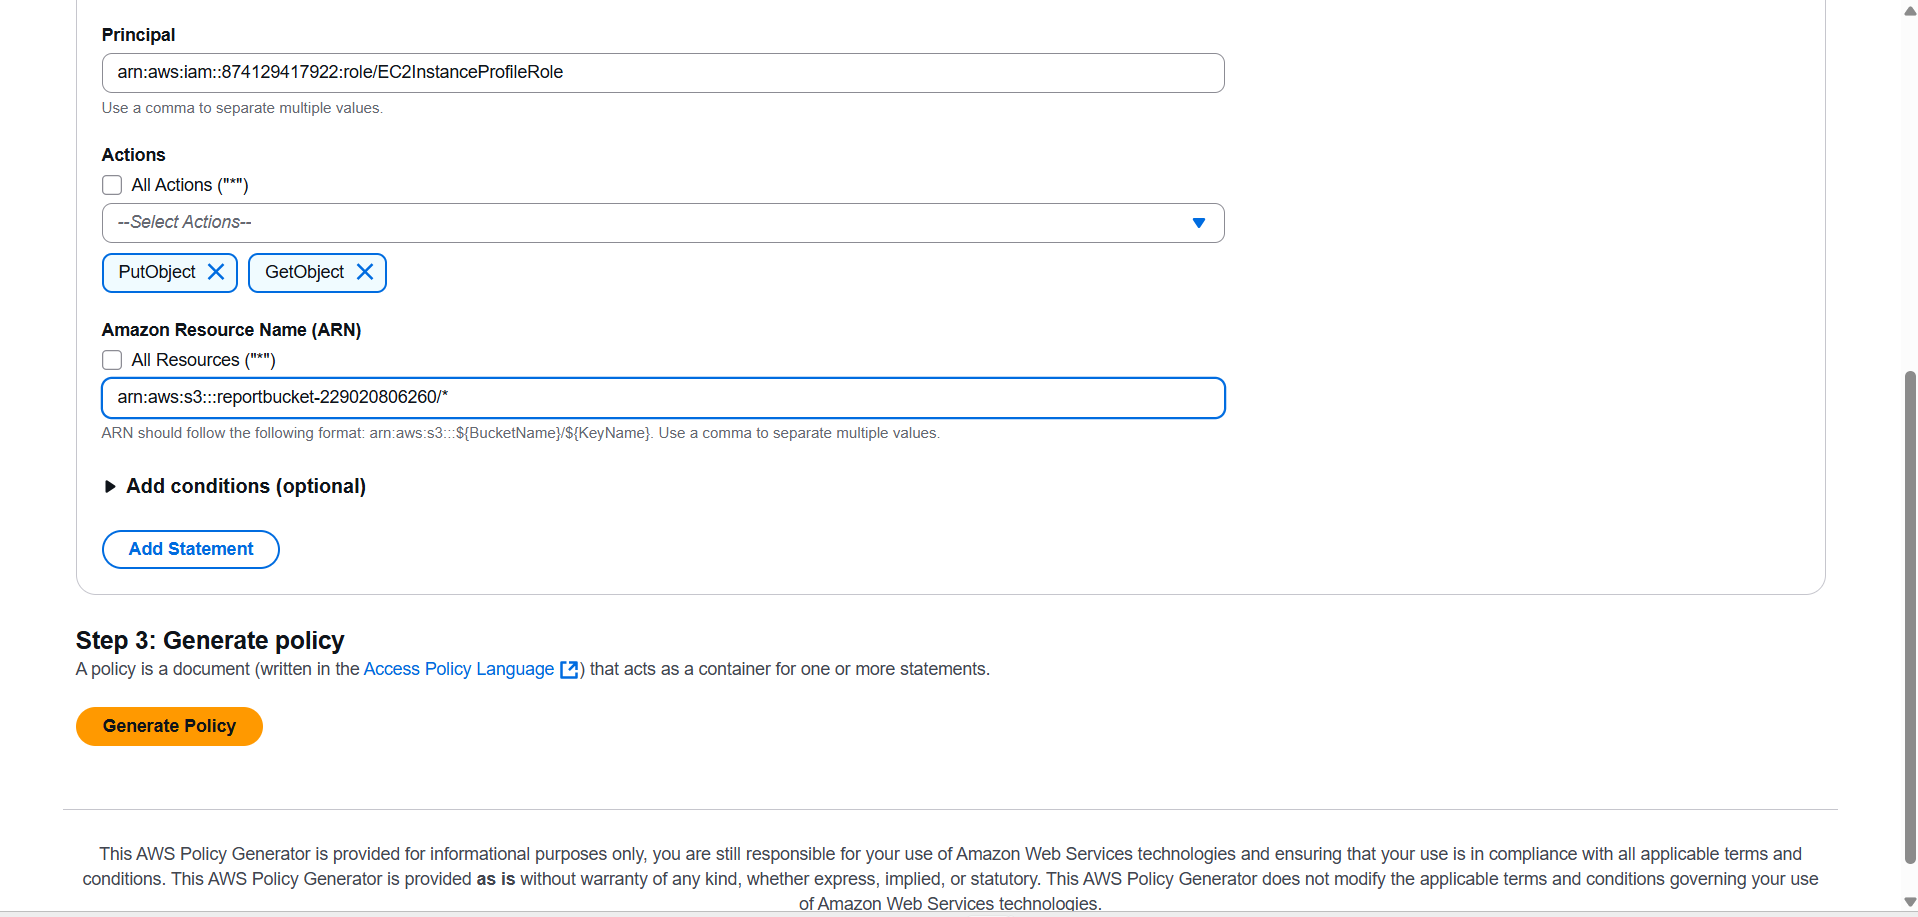 Principal
arn:aws:iam::874129417922:role/EC2InstanceProfileRole
Use a comma to separate multiple values.
Actions
All Actions ("*")
--Select Actions--
PutObject
GetObject
Amazon Resource Name (ARN)
All Resources ("*")
arn:aws:s3:::reportbucket-229020806260/*
ARN should follow the following format: arn:aws:s3:::${BucketName}/${KeyName}. Use a comma to separate multiple values.
Add conditions (optional)
Add Statement
Step 3: Generate policy
A policy is a document (written in the Access Policy Language ) that acts as a container for one or more statements.
Generate Policy
This AWS Policy Generator is provided for informational purposes only, you are still responsible for your use of Amazon Web Services technologies and ensuring that your use is in compliance with all applicable terms and
conditions. This AWS Policy Generator is provided as is without warranty of any kind, whether express, implied, or statutory. This AWS Policy Generator does not modify the applicable terms and conditions governing your use
of Amazon Web Services technologies.